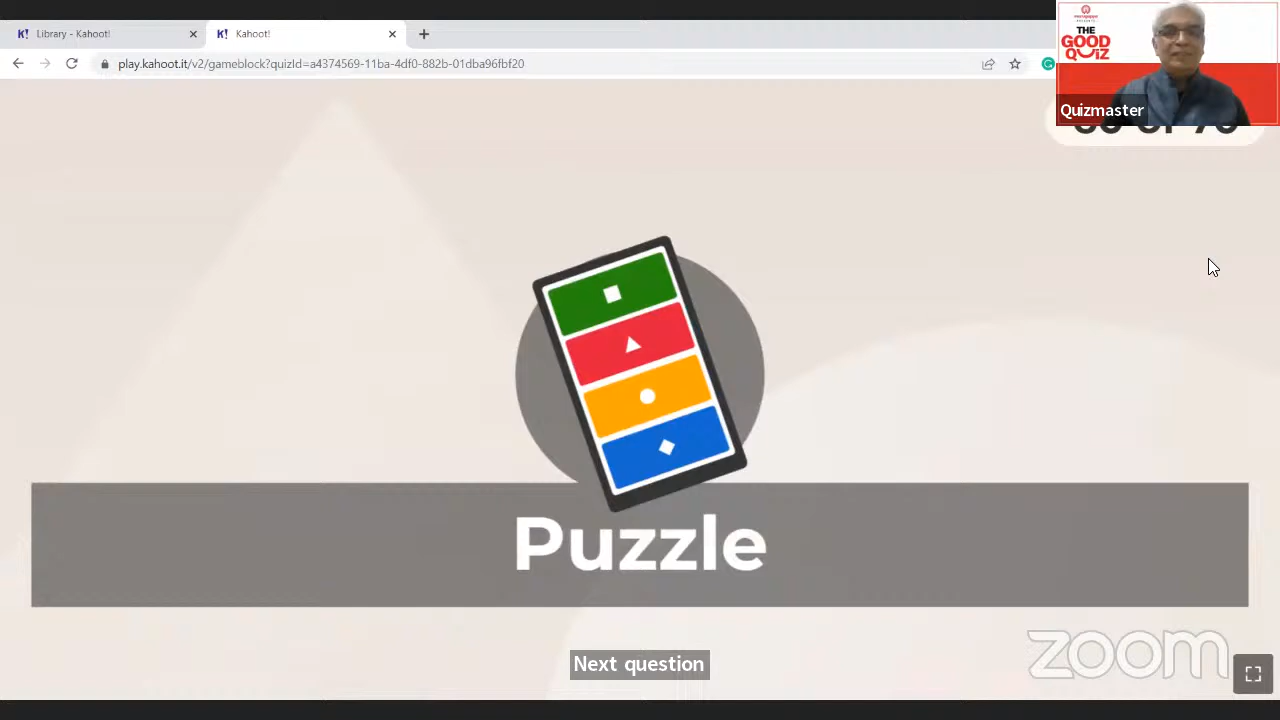 Library - Kahoot!
Kahoot!
play.kahoot.it/v2/gameblock?quizId=a4374569-11ba-4df0-882b-01dba96fbf20
THE
GOOD
QUIZ
Quizmaster
Puzzle
Next question
zoom